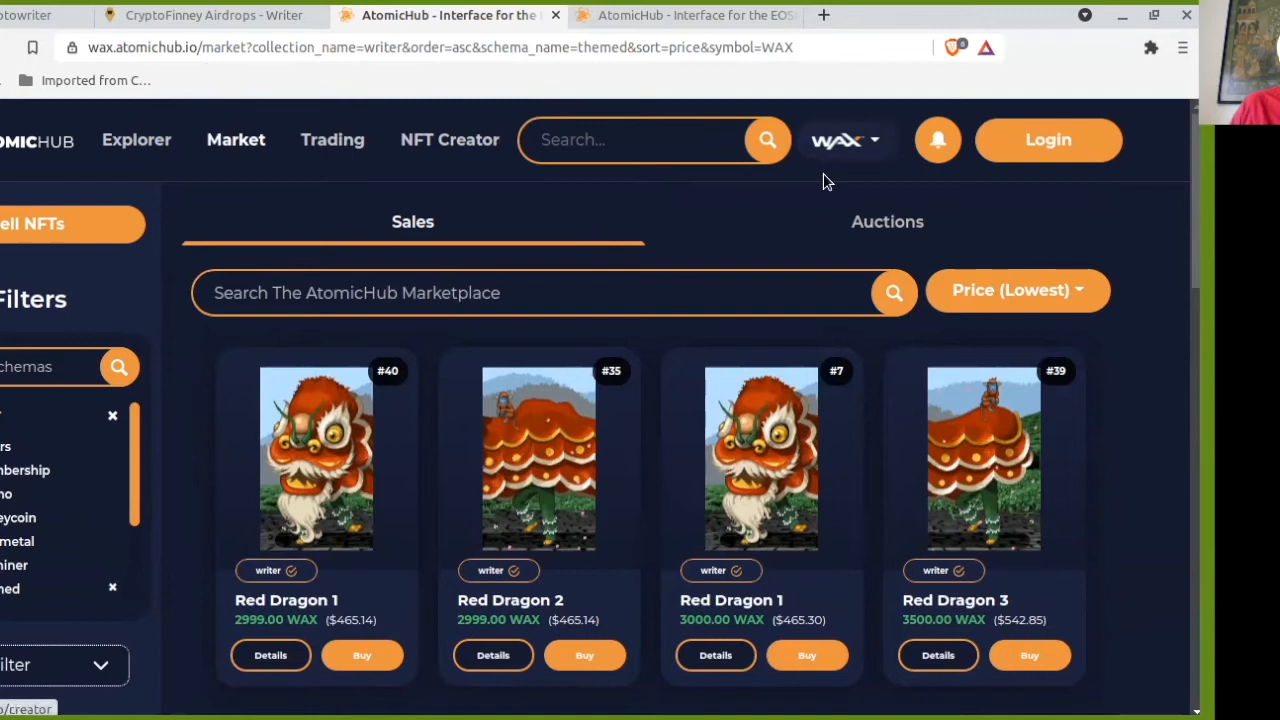 ptowriter
CryptoFinney Airdrops - Writer
AtomicHub - Interface for the
AtomicHub - Interface for the EOS
wax.atomichub.io/market?collection_name=writer&order=asc&schema_name=themed&sort=price&symbol=WAX
Imported from C...
OMICHUB
Explorer
Market
Trading
NFT Creator
Search...
WAX
Login
ell NFTs
Sales
Auctions
Search The AtomicHub Marketplace
Price (Lowest)
Filters
chemas
rs
nbership
no
eycoin
metal
niner
ned
ilter
#40
#35
#7
#39
writer
writer
writer
writer
Red Dragon 1
Red Dragon 2
Red Dragon 1
Red Dragon 3
2999.00 WAX ($465.14)
2999.00 WAX ($465.14)
3000.00 WAX ($465.30)
3500.00 WAX ($542.85)
Details
Buy
Details
Buy
Details
Buy
Details
Buy
o/creator